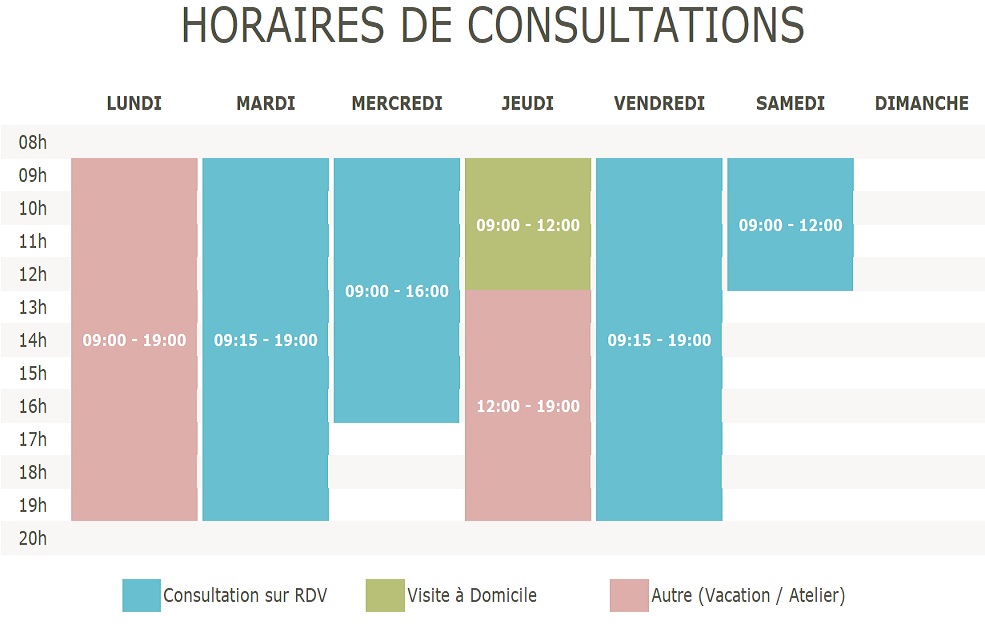 HORAIRES DE CONSULTATIONS
LUNDI MARDI MERCREDI JEUDI VENDREDI SAMEDI DIMANCHE
08h
09h
10h
09:00 - 12:00 09:00 - 12:00
11h
12h
09:00 - 16:00
13h
14h 09:00 - 19:00 09:15 - 19:00 09:15 - 19:00
15h
16h 12:00 - 19:00
17h
18h
19h
20h
Consultation sur RDV Visite à Domicile Autre (Vacation / Atelier)